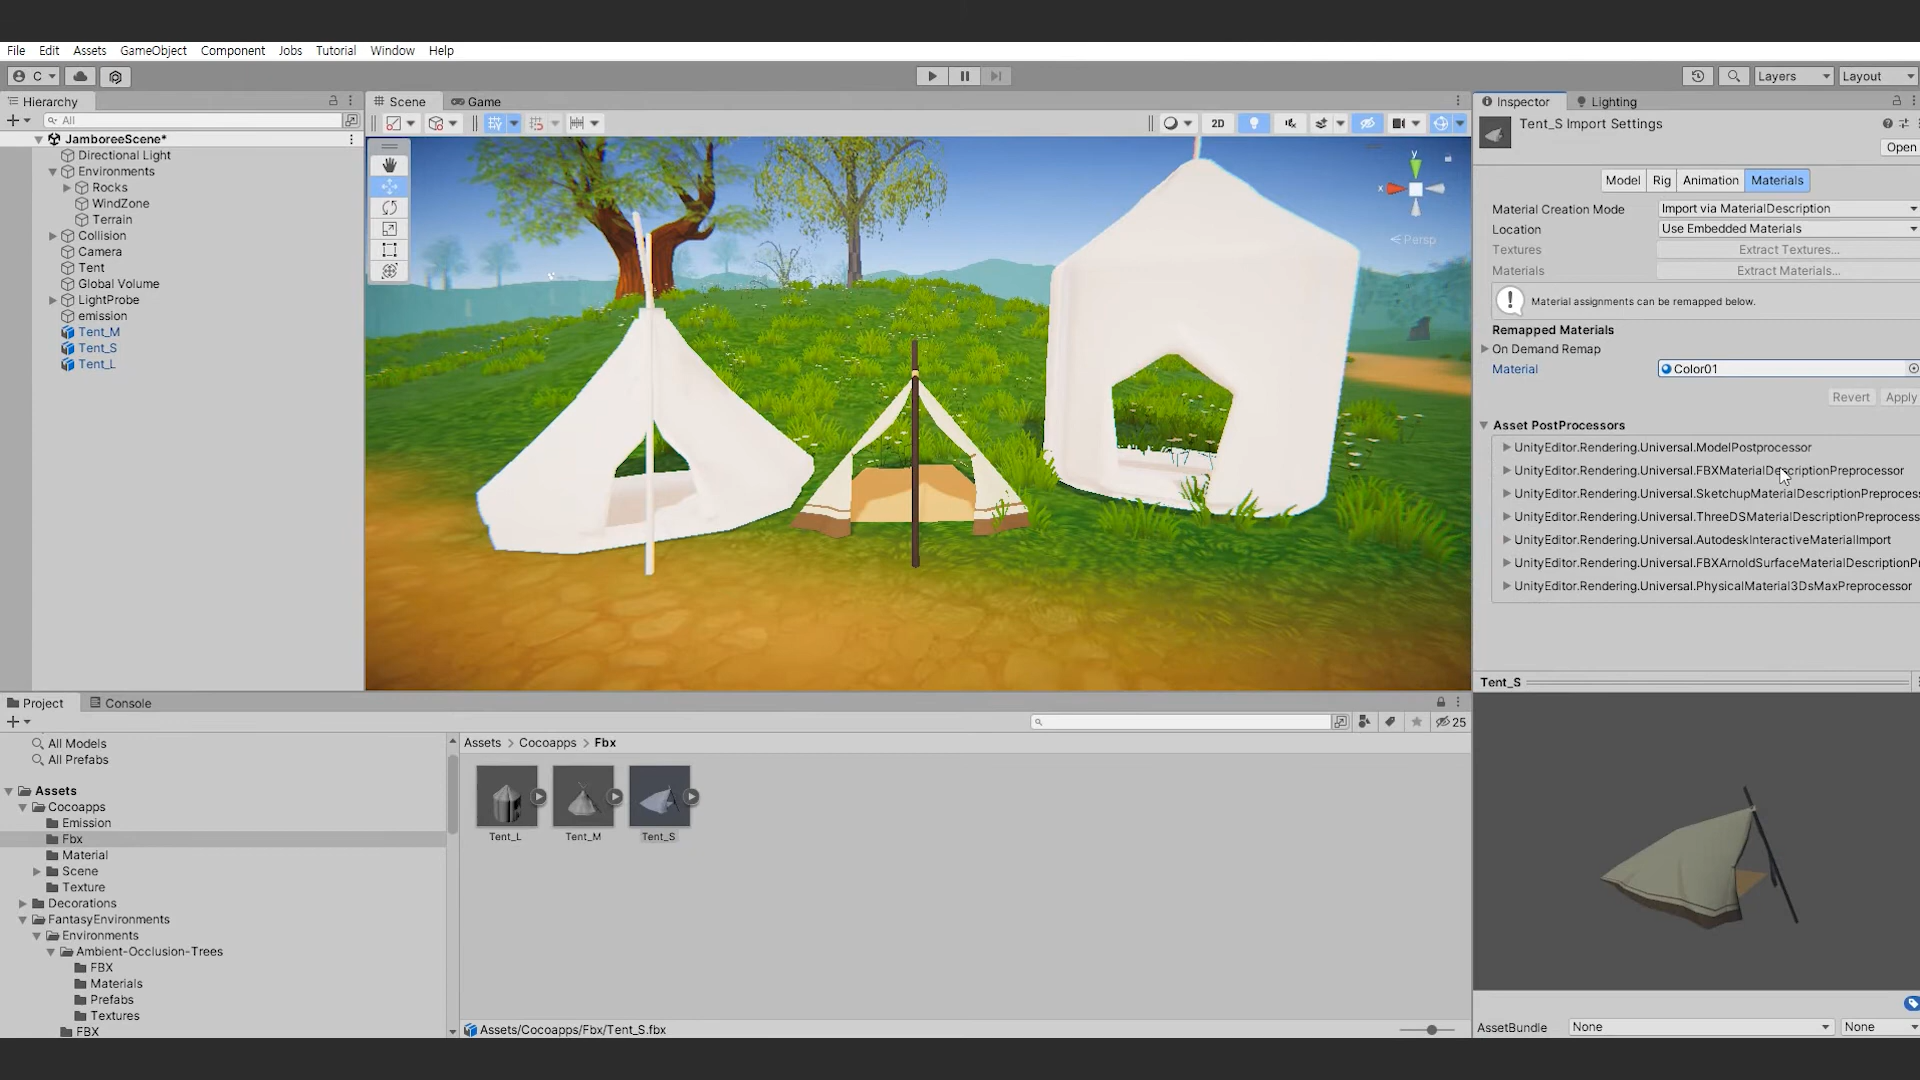 File Edit Assets GameObject Component Jobs Tutorial Window Help
C Layers Layout
Hierarchy
All
JamboreeScene*
Directional Light
Environments
Rocks
WindZone
Terrain
Collision
Camera
Tent
Global Volume
LightProbe
emission
Tent_M
Tent_S
Tent_L
Scene Game
2D
y
x
Persp
Inspector Lighting
Tent_S Import Settings
Open
Model Rig Animation Materials
Material Creation Mode Import via MaterialDescription
Location Use Embedded Materials
Textures Extract Textures...
Materials Extract Materials...
Material assignments can be remapped below.
Remapped Materials
On Demand Remap
Material Color01
Revert Apply
Asset PostProcessors
UnityEditor.Rendering.Universal.ModelPostprocessor
UnityEditor.Rendering.Universal.FBXMaterialDescriptionPreprocessor
UnityEditor.Rendering.Universal.SketchupMaterialDescriptionPreprocess
UnityEditor.Rendering.Universal.ThreeDSMaterialDescriptionPreprocess
UnityEditor.Rendering.Universal.AutodeskInteractiveMaterialImport
UnityEditor.Rendering.Universal.FBXArnoldSurfaceMaterialDescriptionPr
UnityEditor.Rendering.Universal.PhysicalMaterial3DsMaxPreprocessor
Tent_S
AssetBundle None None
Project Console
25
All Models
All Prefabs
Assets
Cocoapps
Emission
Fbx
Material
Scene
Texture
Decorations
FantasyEnvironments
Environments
Ambient-Occlusion-Trees
FBX
Materials
Prefabs
Textures
FBX
Assets > Cocoapps > Fbx
Tent_L Tent_M Tent_S
Assets/Cocoapps/Fbx/Tent_S.fbx